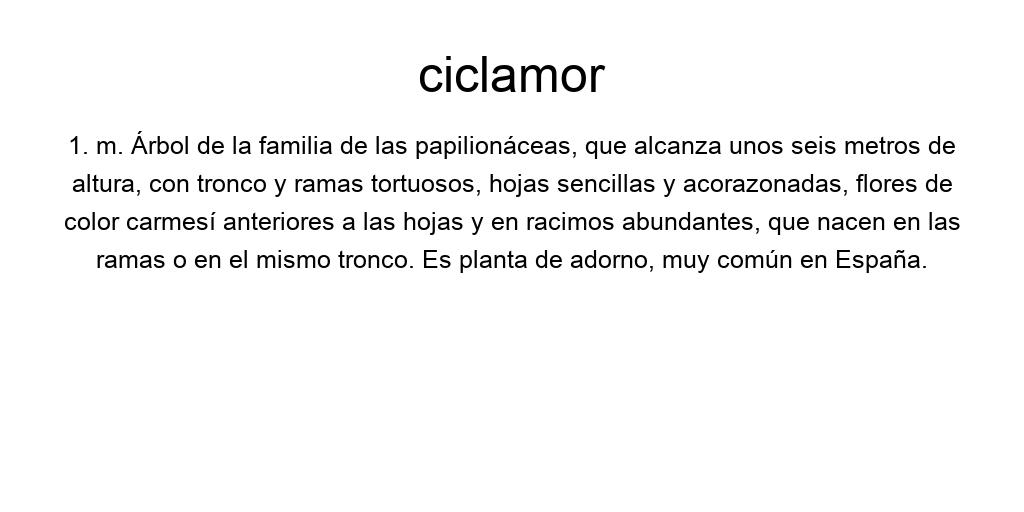 ciclamor
1. m. Árbol de la familia de las papilionáceas, que alcanza unos seis metros de
altura, con tronco y ramas tortuosos, hojas sencillas y acorazonadas, flores de
color carmesí anteriores a las hojas y en racimos abundantes, que nacen en las
ramas o en el mismo tronco. Es planta de adorno, muy común en España.